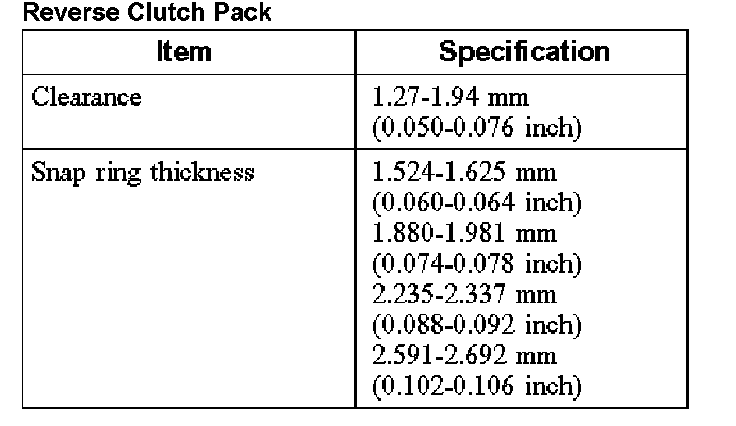 Reverse Clutch Pack
Item Specification
Clearance 1.27-1.94 mm
(0.050-0.076 inch)
Snap ring thickness 1.524-1.625 mm
(0.060-0.064 inch)
1.880-1.981 mm
(0.074-0.078 inch)
2.235-2.337 mm
(0.088-0.092 inch)
2.591-2.692 mm
(0.102-0.106 inch)